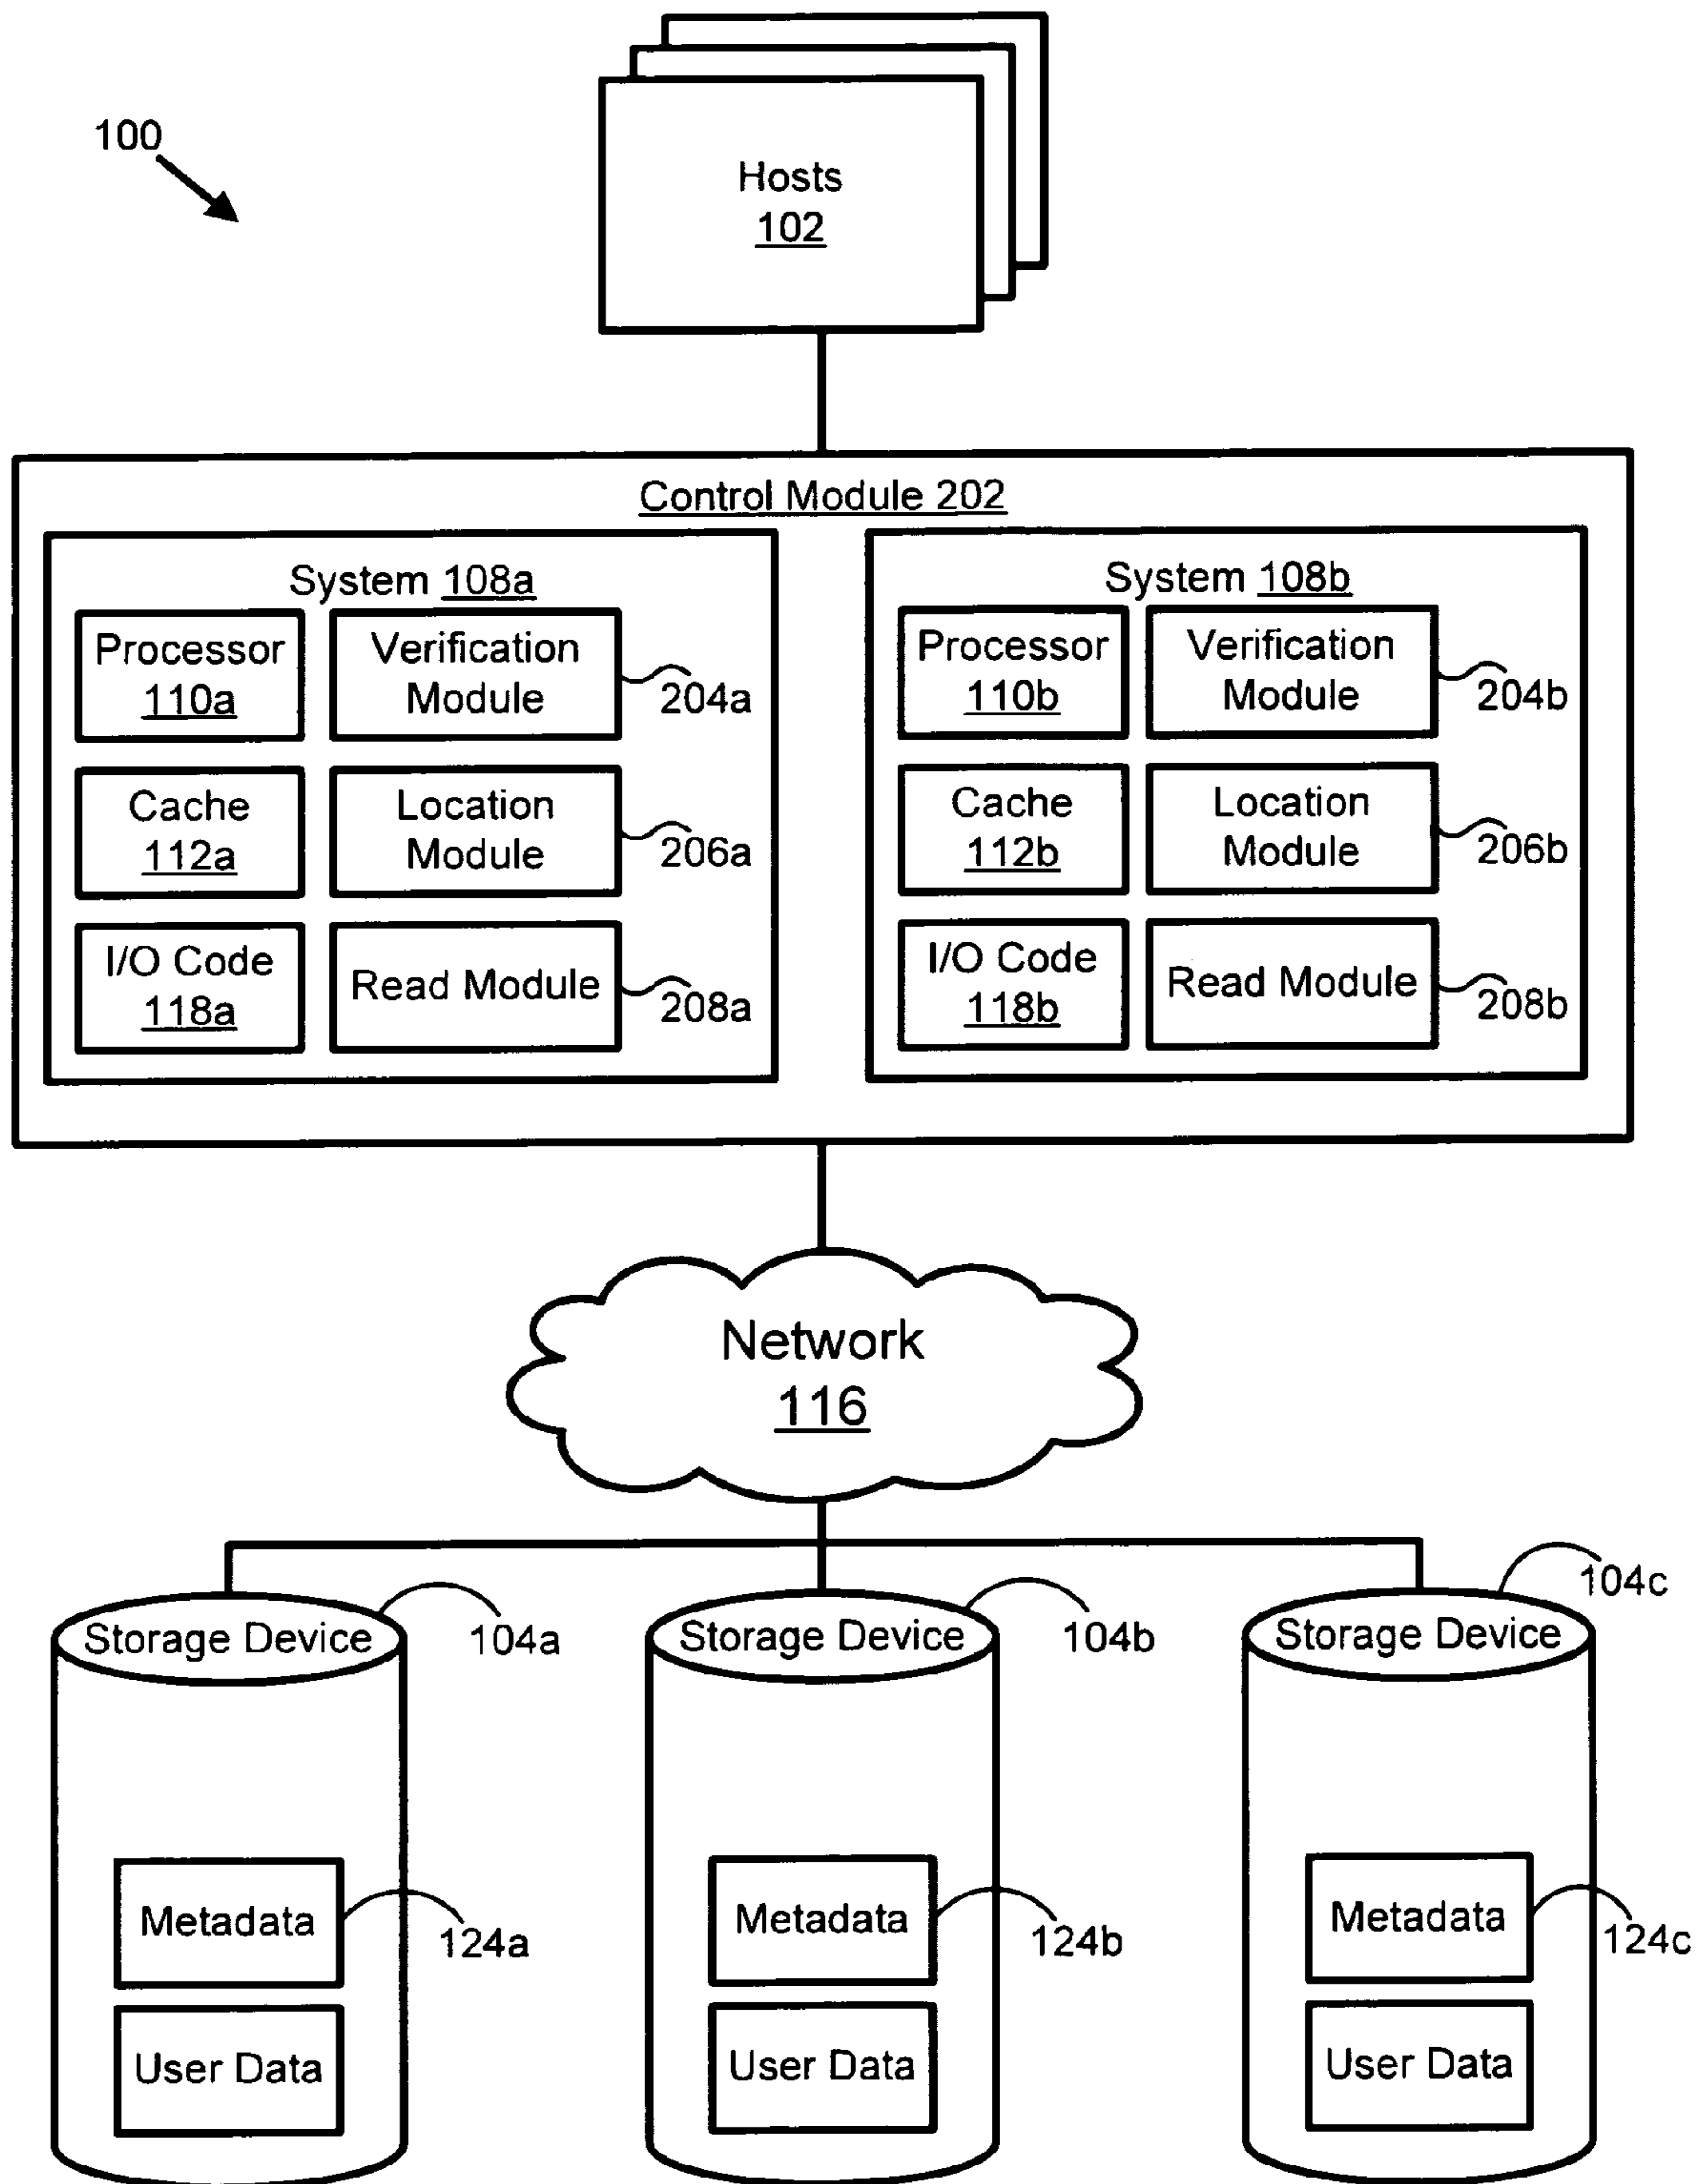 100
Hosts
102
Control Module 202
System 108a
Processor
110a
Verification
Module
204a
Cache
112a
Location
Module
206a
I/O Code
118a
Read Module
208a
System 108b
Processor
110b
Verification
Module
204b
Cache
112b
Location
Module
206b
I/O Code
118b
Read Module
208b
Network
116
Storage Device
104a
Storage Device
104b
Storage Device
104c
Metadata
124a
Metadata
124b
Metadata
124c
User Data
User Data
User Data